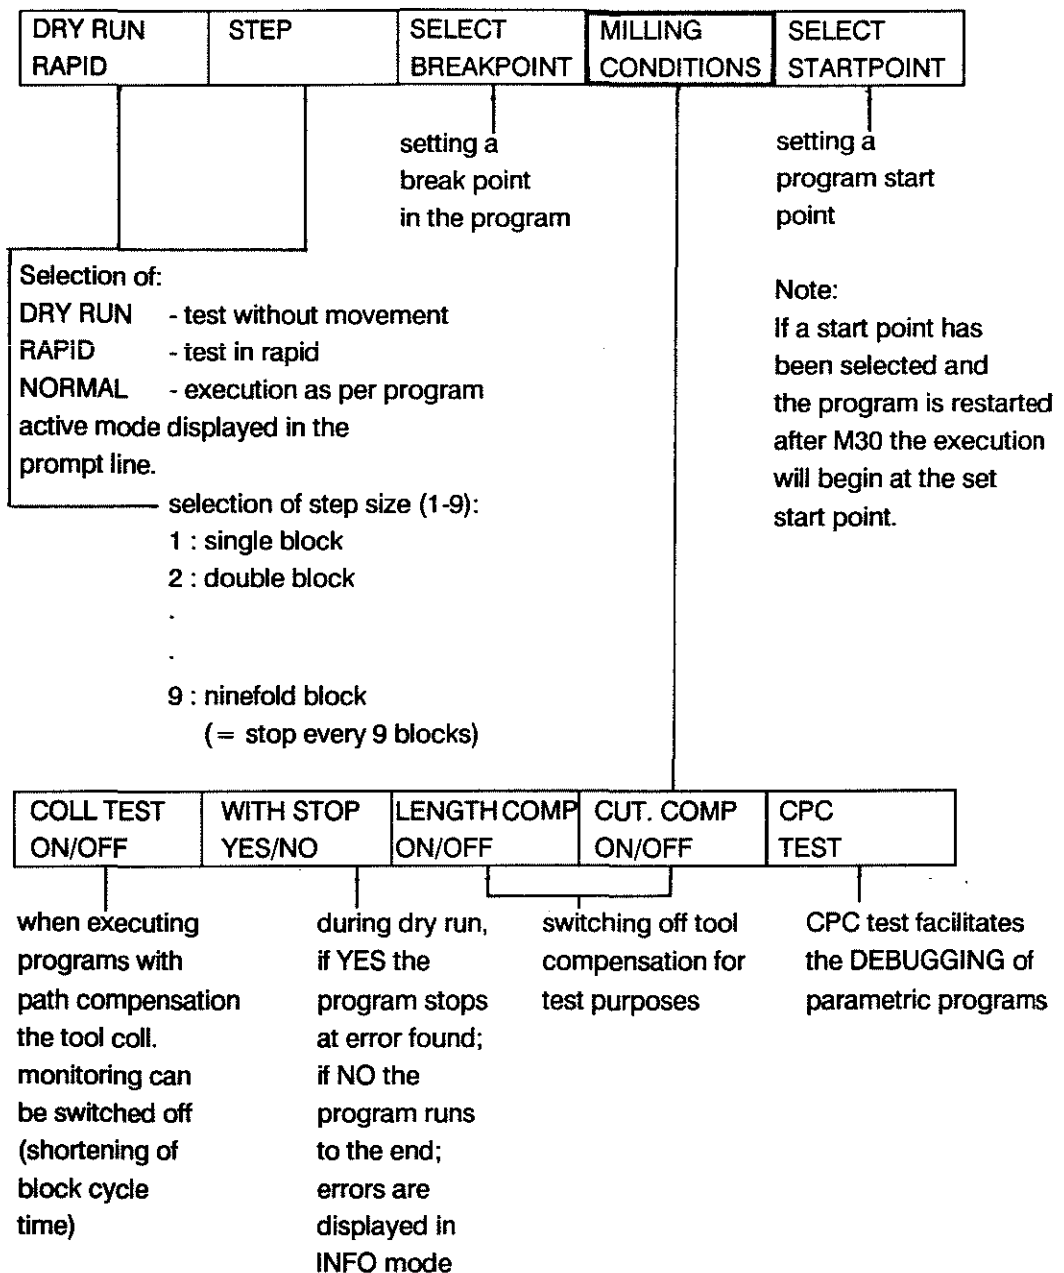 DRY RUN
RAPID
STEP
SELECT
BREAKPOINT
MILLING
CONDITIONS
SELECT
STARTPOINT
setting a
break point
in the program
setting a
program start
point
Note:
If a start point has
been selected and
the program is restarted
after M30 the execution
will begin at the set
start point.
Selection of:
DRY RUN - test without movement
RAPID - test in rapid
NORMAL - execution as per program
active mode displayed in the
prompt line.
selection of step size (1-9):
1 : single block
2 : double block
.
.
9 : ninefold block
(= stop every 9 blocks)
COLL TEST
ON/OFF
WITH STOP
YES/NO
LENGTH COMP
ON/OFF
CUT. COMP
ON/OFF
CPC
TEST
when executing
programs with
path compensation
the tool coll.
monitoring can
be switched off
(shortening of
block cycle
time)
during dry run,
if YES the
program stops
at error found;
if NO the
program runs
to the end;
errors are
displayed in
INFO mode
switching off tool
compensation for
test purposes
CPC test facilitates
the DEBUGGING of
parametric programs